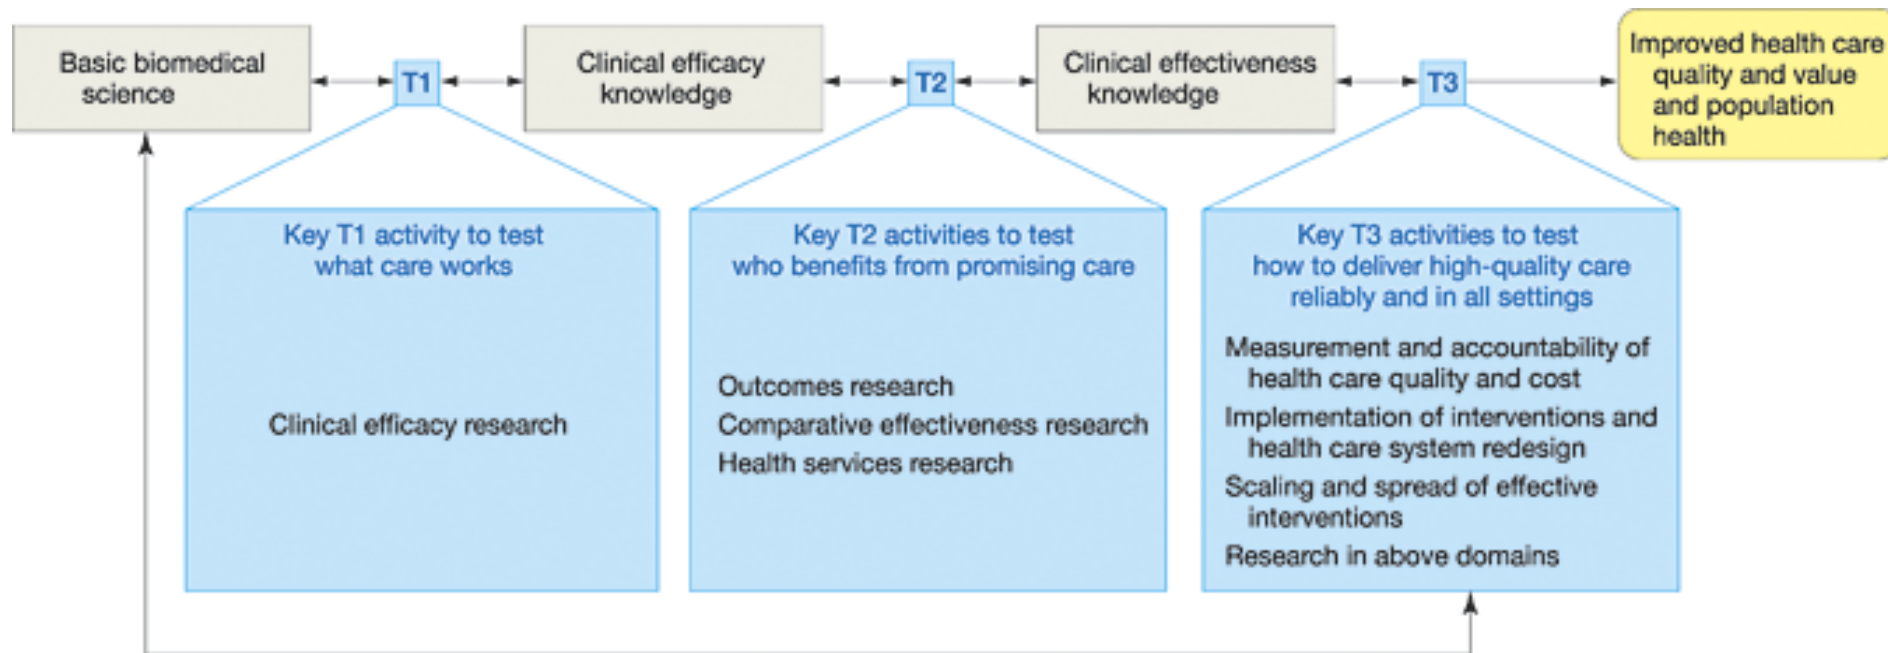 Basic biomedical
science
T1
Clinical efficacy
knowledge
T2
Clinical effectiveness
knowledge
T3
Improved health care
quality and value
and population
health
Key T1 activity to test
what care works
Clinical efficacy research
Key T2 activities to test
who benefits from promising care
Outcomes research
Comparative effectiveness research
Health services research
Key T3 activities to test
how to deliver high-quality care
reliably and in all settings
Measurement and accountability of
health care quality and cost
Implementation of interventions and
health care system redesign
Scaling and spread of effective
interventions
Research in above domains